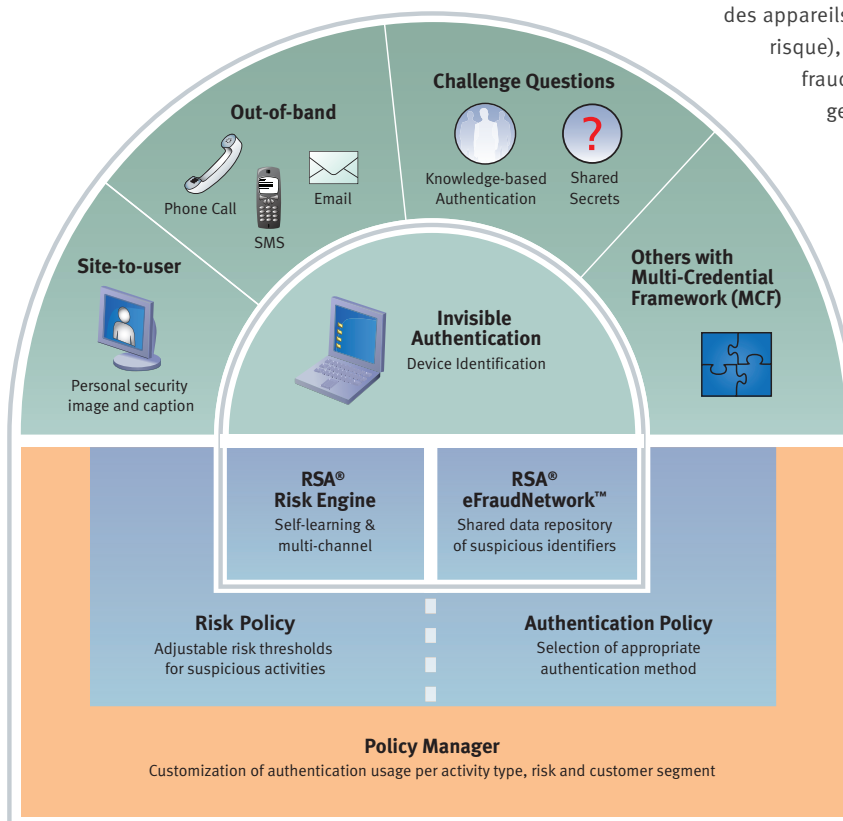 des appareils
risque),
Challenge Questions
Knowledge-based
Authentication
Shared
Secrets
Out-of-band
Phone Call
SMS
Email
Site-to-user
Personal security
image and caption
Others with
Multi-Credential
Framework (MCF)
Invisible
Authentication
Device Identification
RSA®
Risk Engine
Self-learning &
multi-channel
RSA®
eFraudNetwork™
Shared data repository
of suspicious identifiers
Risk Policy
Adjustable risk thresholds
for suspicious activities
Authentication Policy
Selection of appropriate
authentication method
Policy Manager
Customization of authentication usage per activity type, risk and customer segment